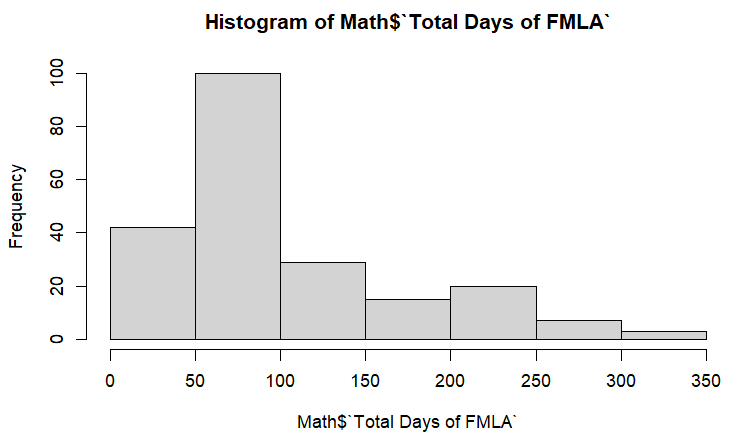 Histogram of Math$`Total Days of FMLA`
Frequency
100
80
60
40
20
0
0 50 100 150 200 250 300 350
Math$`Total Days of FMLA`